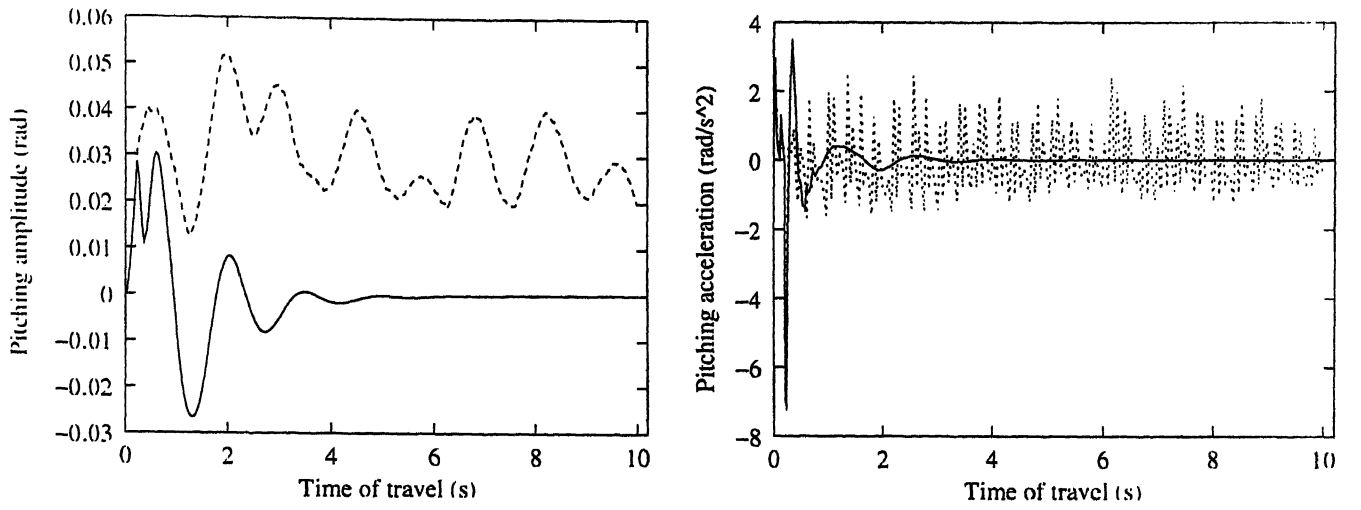 0.06
0.05
0.04
0.03
0.02
0.01
0
−0.01
−0.02
−0.03
Pitching amplitude (rad)
0 2 4 6 8 10
Time of travel (s)
4
2
0
−2
−4
−6
−8
Pitching acceleration (rad/s^2)
0 2 4 6 8 10
Time of travel (s)